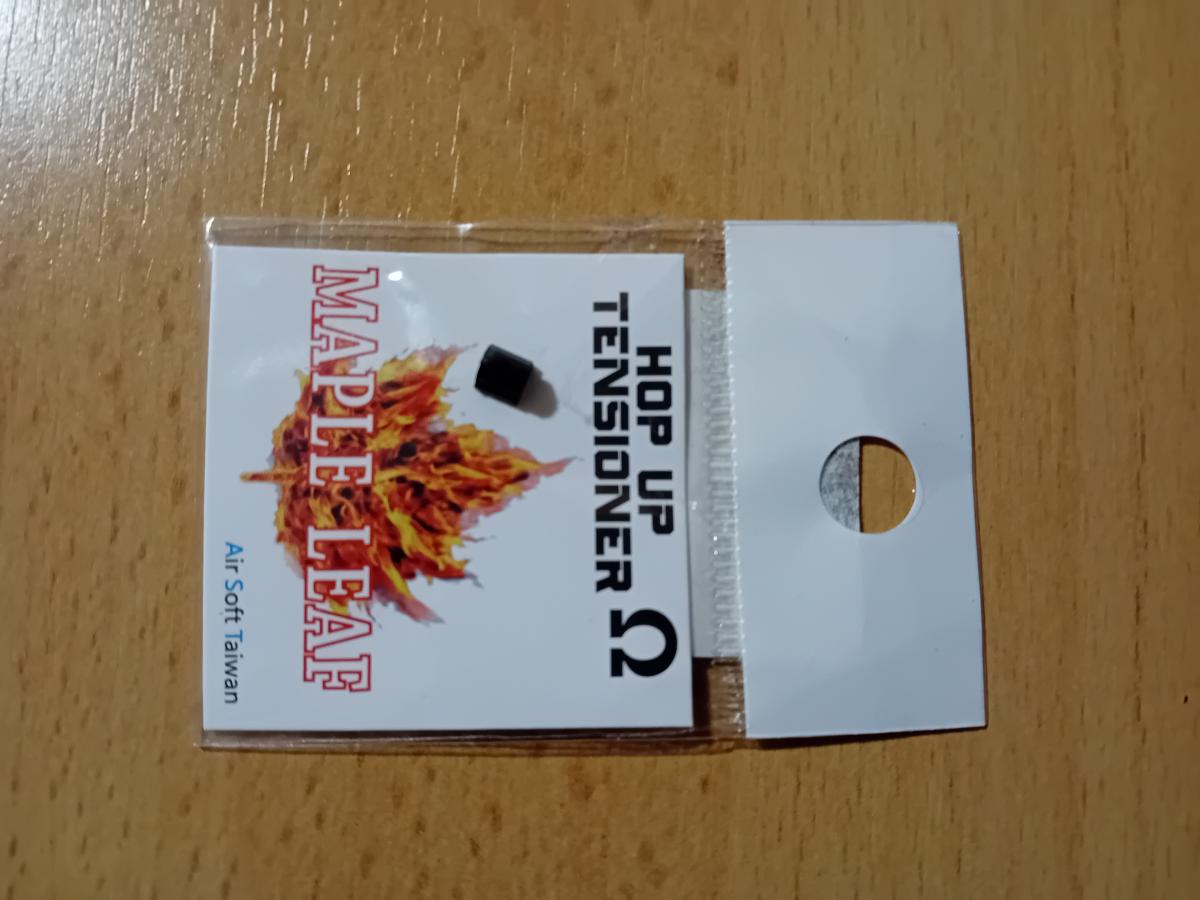 HOP UP
TENSIONER Ω
MAPLE LEAF
Air Soft Taiwan